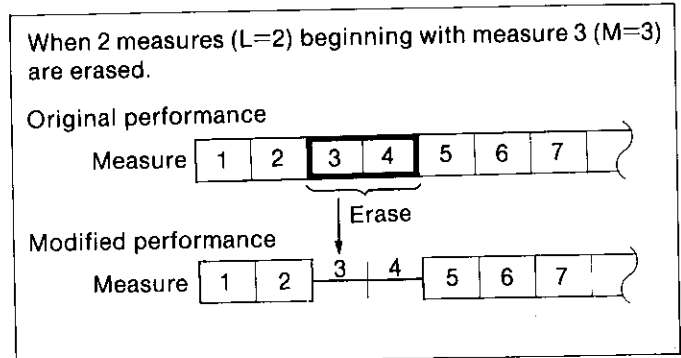 When 2 measures (L=2) beginning with measure 3 (M=3)
are erased.
Original performance
Measure 1 2 3 4 5 6 7
Erase
Modified performance
Measure 1 2 3 4 5 6 7